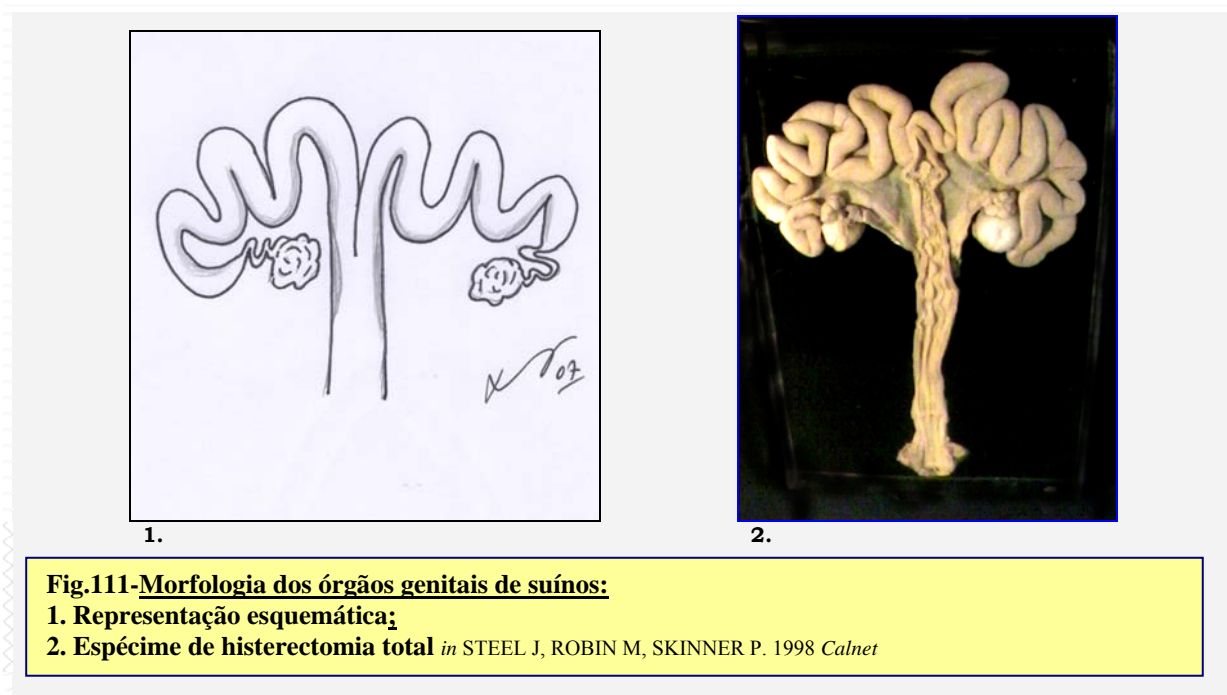 07
1.
2.
Fig.111-Morfologia dos órgãos genitais de suínos:
1. Representação esquemática;
2. Espécime de histerectomia total in STEEL J, ROBIN M, SKINNER P. 1998 Calnet